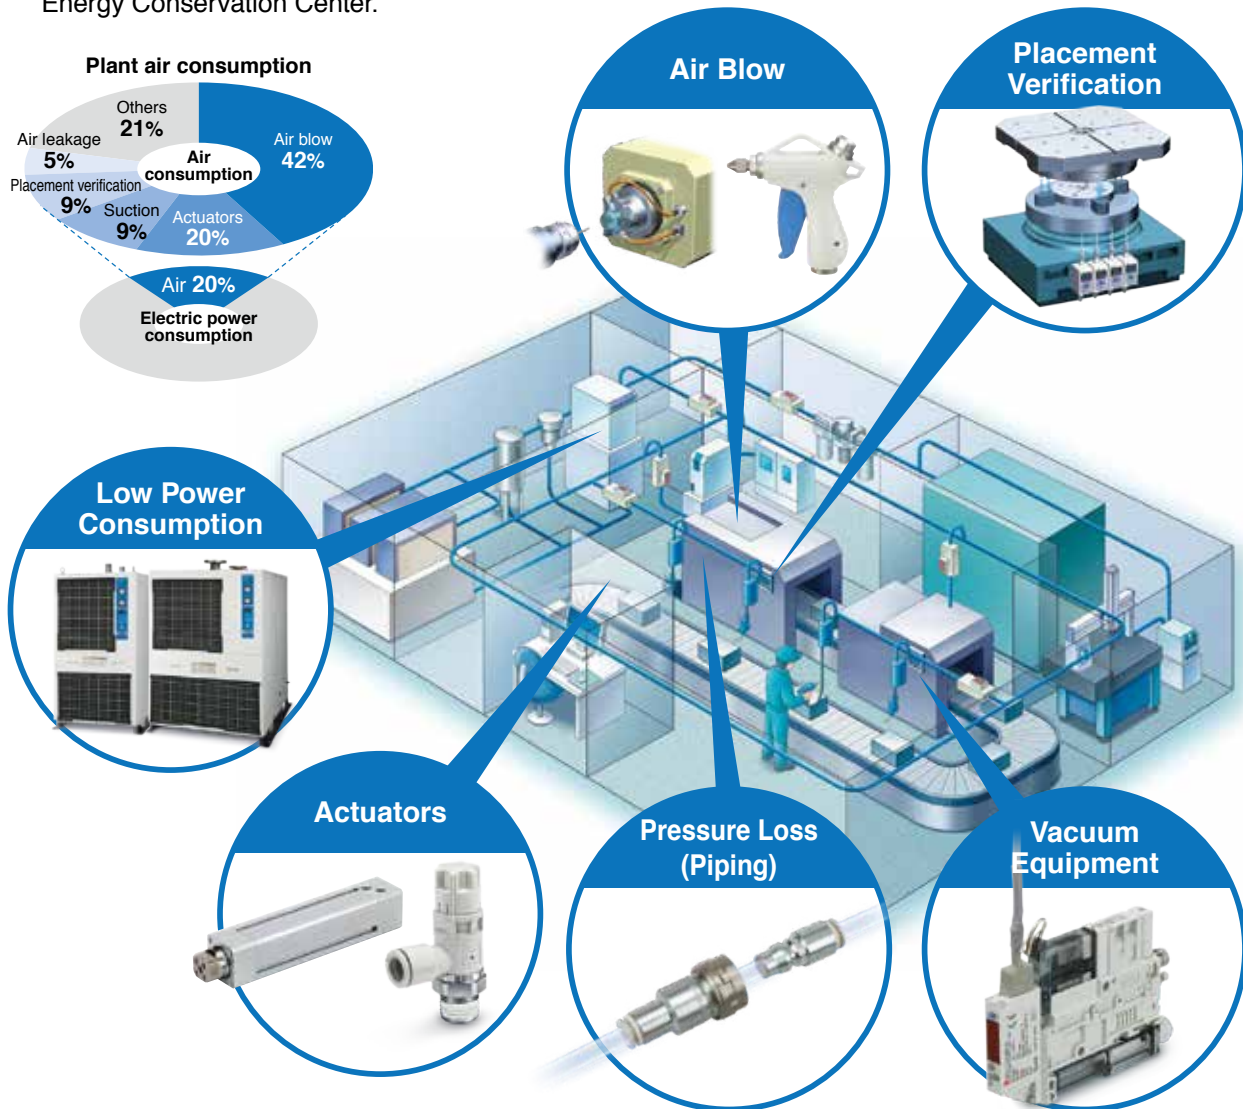 Energy Conservation Center.
Plant air consumption
Others
21%
Air blow
42%
Air leakage
5%
Air
consumption
Placement verification
9%
Suction
9%
Actuators
20%
Air 20%
Electric power
consumption
Air Blow
Placement
Verification
Low Power
Consumption
Actuators
Pressure Loss
(Piping)
Vacuum
Equipment